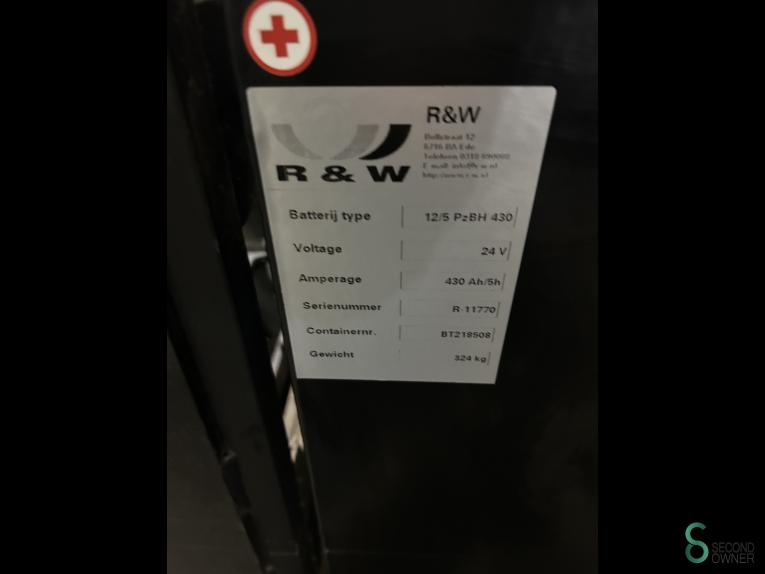 R&W
R & W
Telefoon
Batterij type 12/5 PzBH 430
Voltage 24 V
Amperage 430 Ah/5h
Serienummer R-11770
Containernr. BT218508
Gewicht 324 kg
SECOND
OWNER